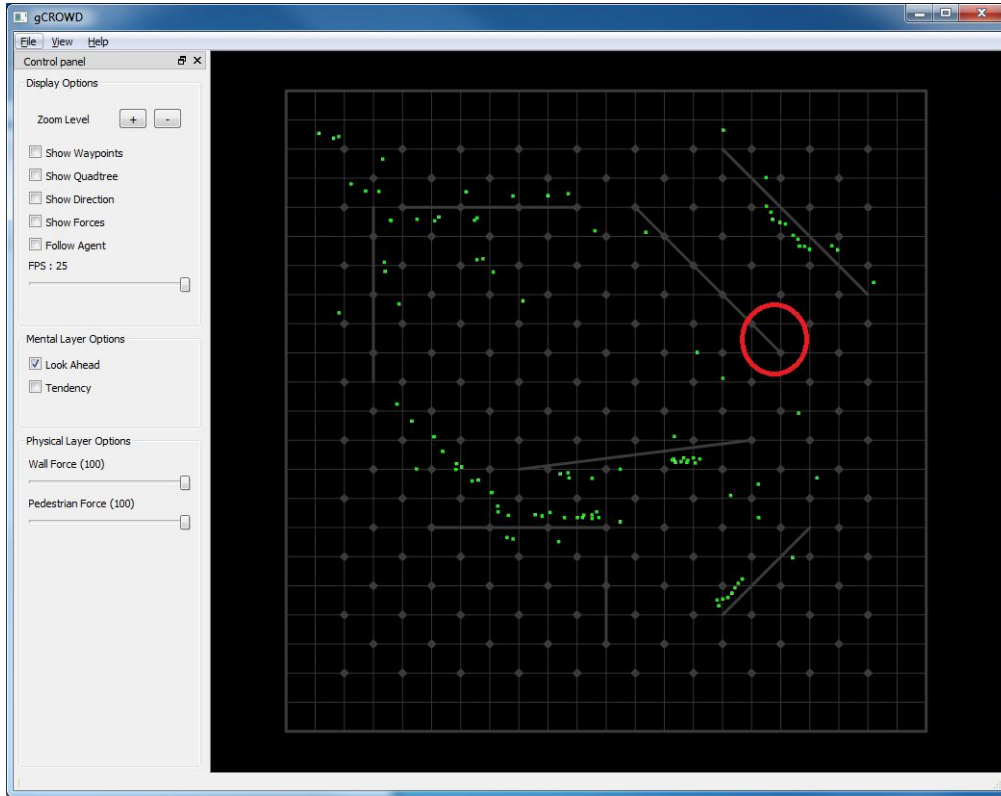 gCROWD
File View Help
Control panel
Display Options
Zoom Level + -
Show Waypoints
Show Quadtree
Show Direction
Show Forces
Follow Agent
FPS : 25
Mental Layer Options
Look Ahead
Tendency
Physical Layer Options
Wall Force (100)
Pedestrian Force (100)